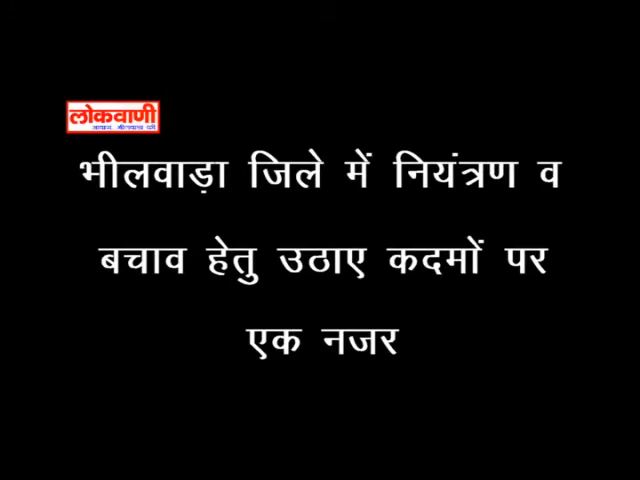 लोकवाणी
भीलवाड़ा जिले में नियंत्रण व
बचाव हेतु उठाए कदमों पर
एक नजर